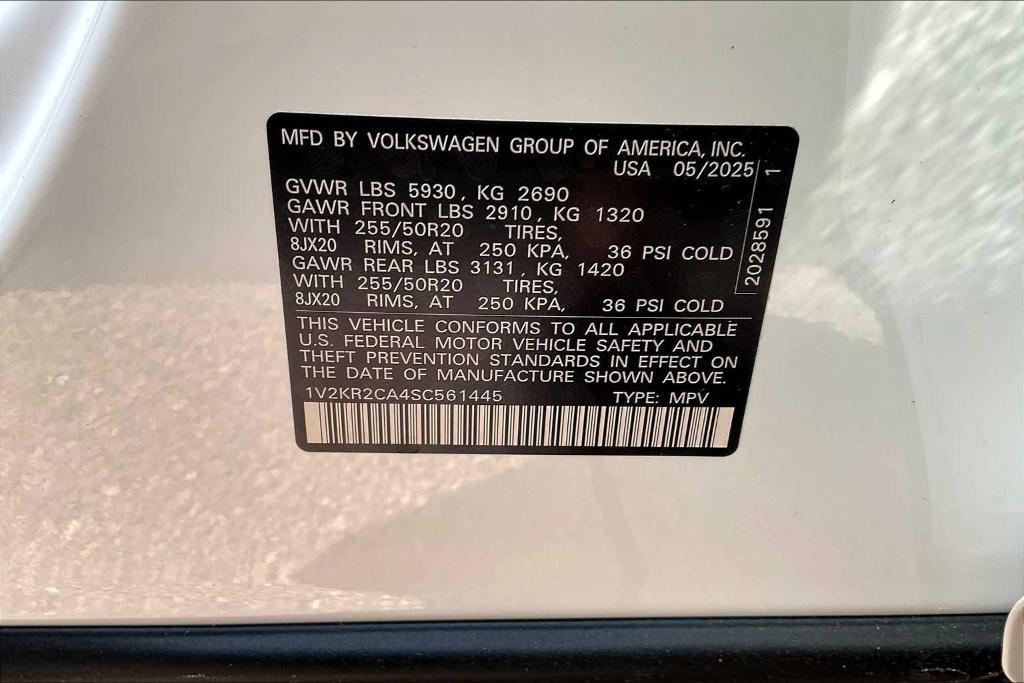 MFD BY VOLKSWAGEN GROUP OF AMERICA, INC.
USA 05/2025
GVWR LBS 5930, KG 2690
GAWR FRONT LBS 2910, KG 1320
WITH 255/50R20 TIRES,
8JX20 RIMS, AT 250 KPA, 36 PSI COLD
GAWR REAR LBS 3131, KG 1420
WITH 255/50R20 TIRES,
8JX20 RIMS, AT 250 KPA, 36 PSI COLD
2028591 1
THIS VEHICLE CONFORMS TO ALL APPLICABLE
U.S. FEDERAL MOTOR VEHICLE SAFETY AND
THEFT PREVENTION STANDARDS IN EFFECT ON
THE DATE OF MANUFACTURE SHOWN ABOVE.
1V2KR2CA4SC561445 TYPE: MPV